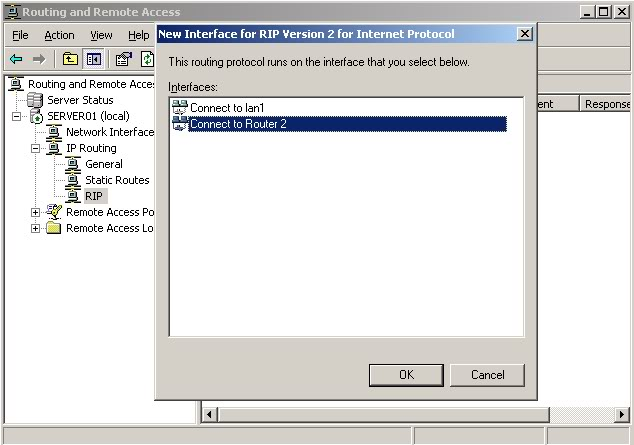 Routing and Remote Access
File Action View Help
New Interface for RIP Version 2 for Internet Protocol
This routing protocol runs on the interface that you select below.
Interfaces:
Connect to lan1
Connect to Router 2
OK Cancel
Routing and Remote Acces
Server Status
SERVER01 (local)
Network Interface
IP Routing
General
Static Routes
RIP
Remote Access Po
Remote Access Lo
ent Response